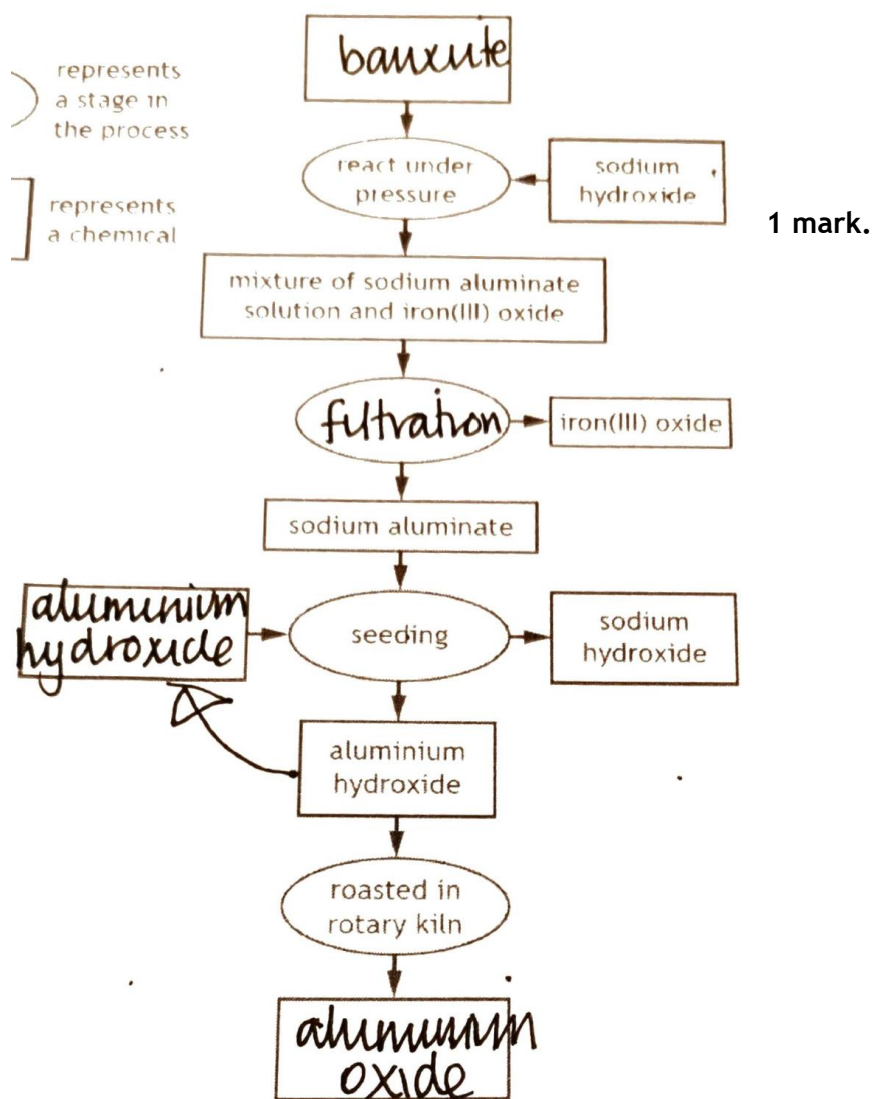 represents
a stage in
the process
represents
a chemical
bauxite
react under
pressure
sodium
hydroxide
1 mark.
mixture of sodium aluminate
solution and iron(III) oxide
filtration
iron(III) oxide
sodium aluminate
aluminium
hydroxide
seeding
sodium
hydroxide
aluminium
hydroxide
roasted in
rotary kiln
aluminium
oxide